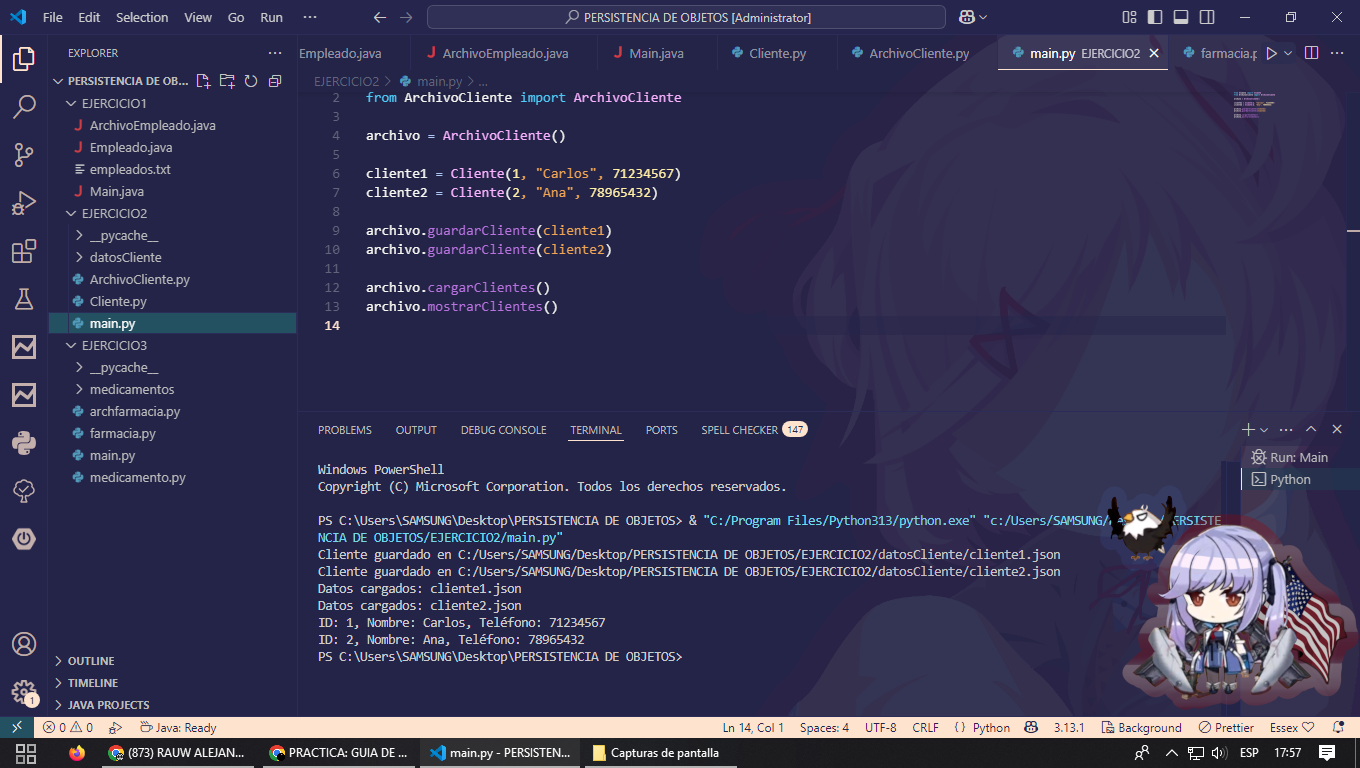 File Edit Selection View Go Run ···
PERSISTENCIA DE OBJETOS [Administrator]
EXPLORER
PERSISTENCIA DE OB...
EJERCICIO1
ArchivoEmpleado.java
Empleado.java
empleados.txt
Main.java
EJERCICIO2
__pycache__
datosCliente
ArchivoCliente.py
Cliente.py
main.py
EJERCICIO3
__pycache__
medicamentos
archfarmacia.py
farmacia.py
main.py
medicamento.py
OUTLINE
TIMELINE
JAVA PROJECTS
Empleado.java ArchivoEmpleado.java Main.java Cliente.py ArchivoCliente.py main.py EJERCICIO2 farmacia.p
EJERCICIO2 > main.py > ...
2 from ArchivoCliente import ArchivoCliente
3
4 archivo = ArchivoCliente()
5
6 cliente1 = Cliente(1, "Carlos", 71234567)
7 cliente2 = Cliente(2, "Ana", 78965432)
8
9 archivo.guardarCliente(cliente1)
10 archivo.guardarCliente(cliente2)
11
12 archivo.cargarClientes()
13 archivo.mostrarClientes()
14
PROBLEMS OUTPUT DEBUG CONSOLE TERMINAL PORTS SPELL CHECKER 147
Run: Main
Python
Windows PowerShell
Copyright (C) Microsoft Corporation. Todos los derechos reservados.
PS C:\Users\SAMSUNG\Desktop\PERSISTENCIA DE OBJETOS> & "C:/Program Files/Python313/python.exe" "c:/Users/SAMSUNG/
NCIA DE OBJETOS/EJERCICIO2/main.py"
Cliente guardado en C:/Users/SAMSUNG/Desktop/PERSISTENCIA DE OBJETOS/EJERCICIO2/datosCliente/cliente1.json
Cliente guardado en C:/Users/SAMSUNG/Desktop/PERSISTENCIA DE OBJETOS/EJERCICIO2/datosCliente/cliente2.json
Datos cargados: cliente1.json
Datos cargados: cliente2.json
ID: 1, Nombre: Carlos, Teléfono: 71234567
ID: 2, Nombre: Ana, Teléfono: 78965432
PS C:\Users\SAMSUNG\Desktop\PERSISTENCIA DE OBJETOS>
1
0 0 Java: Ready Ln 14, Col 1 Spaces: 4 UTF-8 CRLF { } Python 3.13.1 Background Prettier Essex
(873) RAUW ALEJAN... PRACTICA: GUIA DE ... main.py - PERSISTEN... Capturas de pantalla ESP 17:57